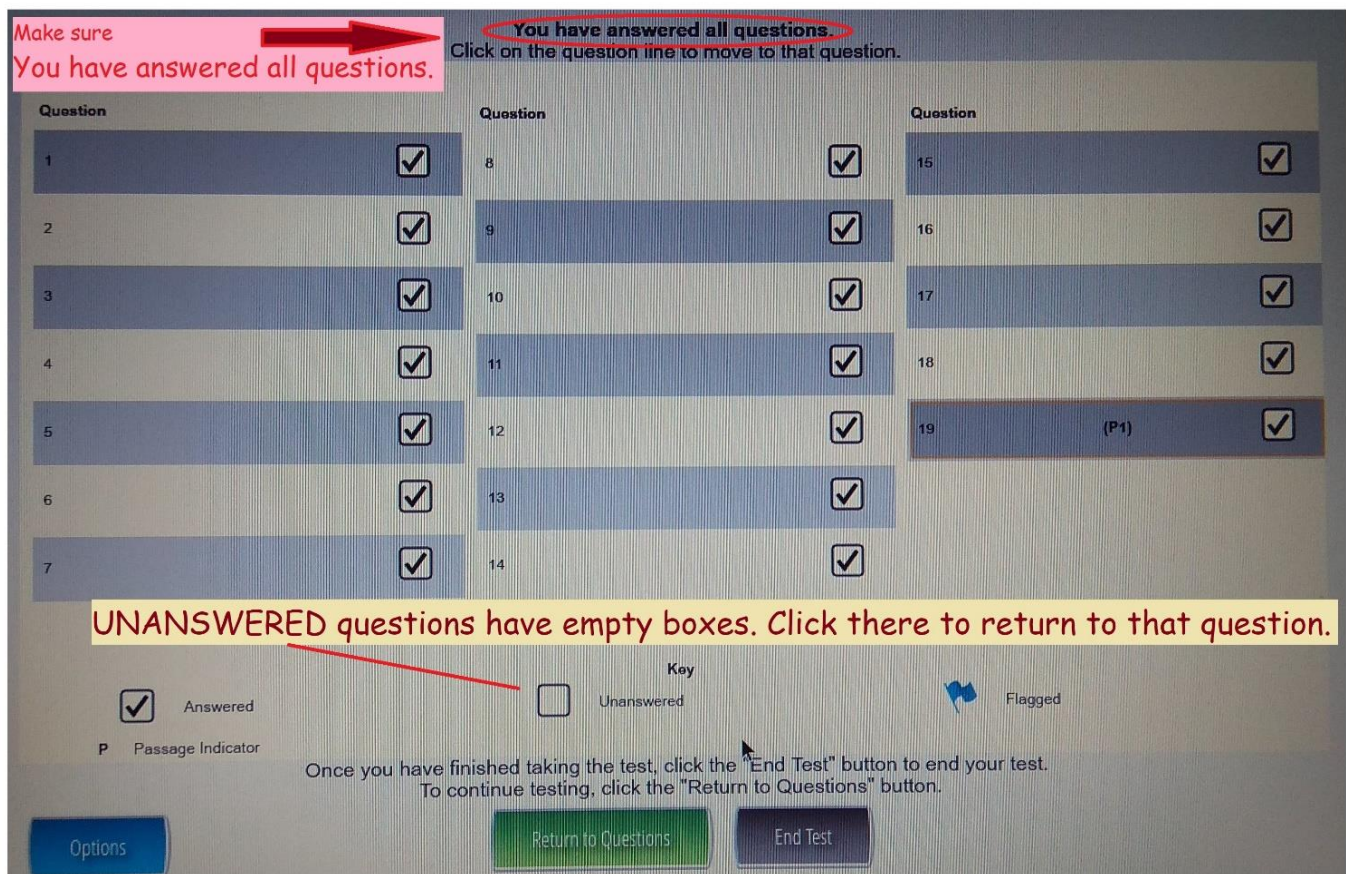 Make sure
You have answered all questions.
You have answered all questions.
Click on the question line to move to that question.
Question
1
2
3
4
5
6
7
Question
8
9
10
11
12
13
14
Question
15
16
17
18
19 (P1)
UNANSWERED questions have empty boxes. Click there to return to that question.
Key
Answered
Unanswered
Flagged
P Passage Indicator
Once you have finished taking the test, click the "End Test" button to end your test.
To continue testing, click the "Return to Questions" button.
Options
Return to Questions
End Test